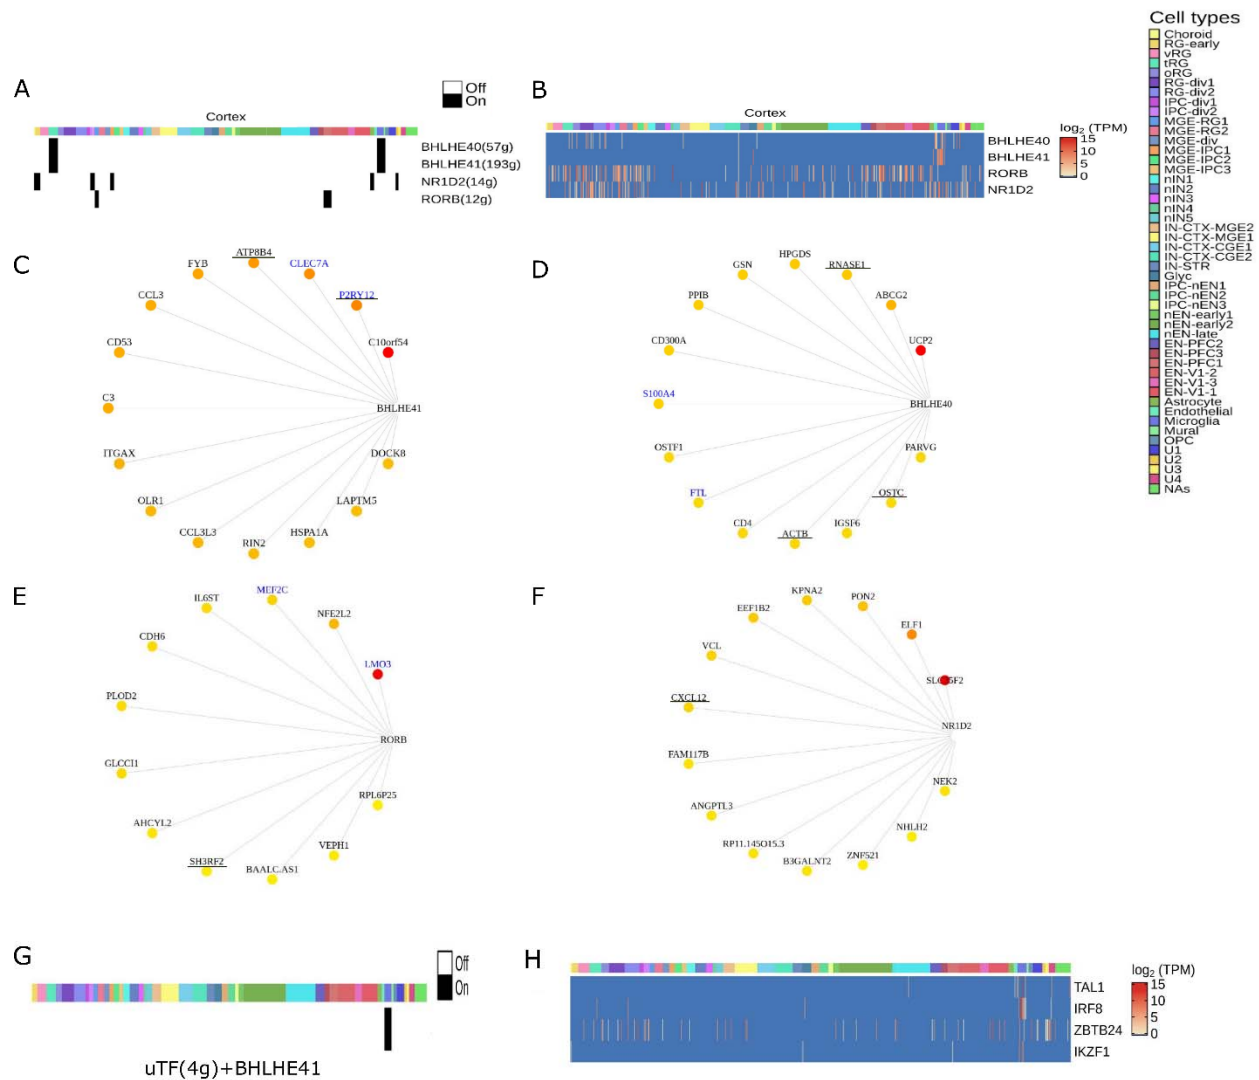 Cell types
Choroid
RG-early
vRG
tRG
oRG
RG-div1
RG-div2
IPC-div1
IPC-div2
MGE-RG1
MGE-RG2
MGE-div
MGE-IPC1
MGE-IPC2
MGE-IPC3
nIN1
nIN2
nIN3
nIN4
nIN5
IN-CTX-MGE2
IN-CTX-MGE1
IN-CTX-CGE1
IN-CTX-CGE2
IN-STR
Glyc
IPC-nEN1
IPC-nEN2
IPC-nEN3
nEN-early1
nEN-early2
nEN-late
EN-PFC2
EN-PFC3
EN-PFC1
EN-V1-2
EN-V1-3
EN-V1-1
Astrocyte
Endothelial
Microglia
Mural
OPC
U1
U2
U3
U4
NAs
A
Off
On
Cortex
BHLHE40(57g)
BHLHE41(193g)
NR1D2(14g)
RORB(12g)
B
Cortex
log2 (TPM)
15
10
5
0
BHLHE40
BHLHE41
RORB
NR1D2
C
ATP8B4
CLEC7A
FYB
P2RY12
CCL3
C10orf54
CD53
C3
BHLHE41
ITGAX
DOCK8
OLR1
LAPTM5
CCL3L3
HSPA1A
RIN2
D
HPGDS
RNASE1
GSN
ABCG2
PPIB
UCP2
CD300A
S100A4
BHLHE40
OSTF1
PARVG
FTL
OSTC
CD4
IGSF6
ACTB
E
MEF2C
IL6ST
NFE2L2
CDH6
LMO3
PLOD2
RORB
GLCCI1
RPL6P25
AHCYL2
VEPH1
SH3RF2
BAALC.AS1
F
KPNA2
PON2
EEF1B2
ELF1
VCL
SLC35F2
CXCL12
NR1D2
FAM117B
NEK2
ANGPTL3
NHLH2
RP11.145O15.3
ZNF521
B3GALNT2
G
Off
On
uTF(4g)+BHLHE41
H
log2 (TPM)
15
10
5
0
TAL1
IRF8
ZBTB24
IKZF1